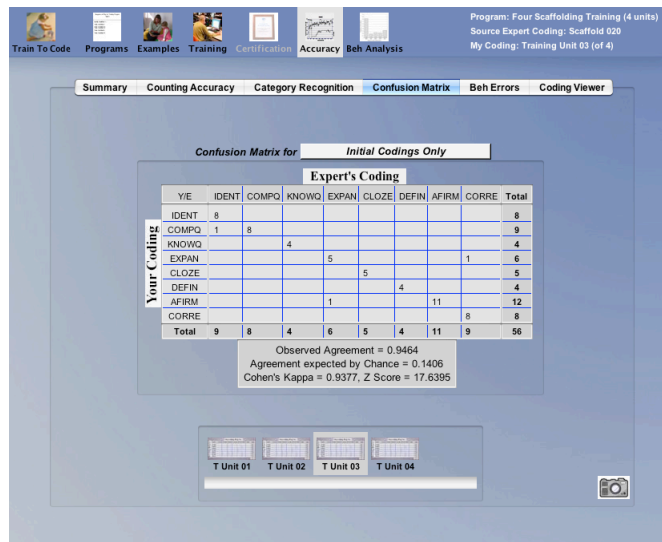 Program: Four Scaffolding Training (4 units)
Source Expert Coding: Scaffold 020
My Coding: Training Unit 03 (of 4)
Train To Code Programs Examples Training Certification Accuracy Beh Analysis
Summary Counting Accuracy Category Recognition Confusion Matrix Beh Errors Coding Viewer
Confusion Matrix for Initial Codings Only
Expert's Coding
Your Coding
Y/E IDENT COMPQ KNOWQ EXPAN CLOZE DEFIN AFIRM CORRE Total
IDENT 8 8
COMPQ 1 8 9
KNOWQ 4 4
EXPAN 5 1 6
CLOZE 5 5
DEFIN 4 4
AFIRM 1 11 12
CORRE 8 8
Total 9 8 4 6 5 4 11 9 56
Observed Agreement = 0.9464
Agreement expected by Chance = 0.1406
Cohen's Kappa = 0.9377, Z Score = 17.6395
T Unit 01 T Unit 02 T Unit 03 T Unit 04